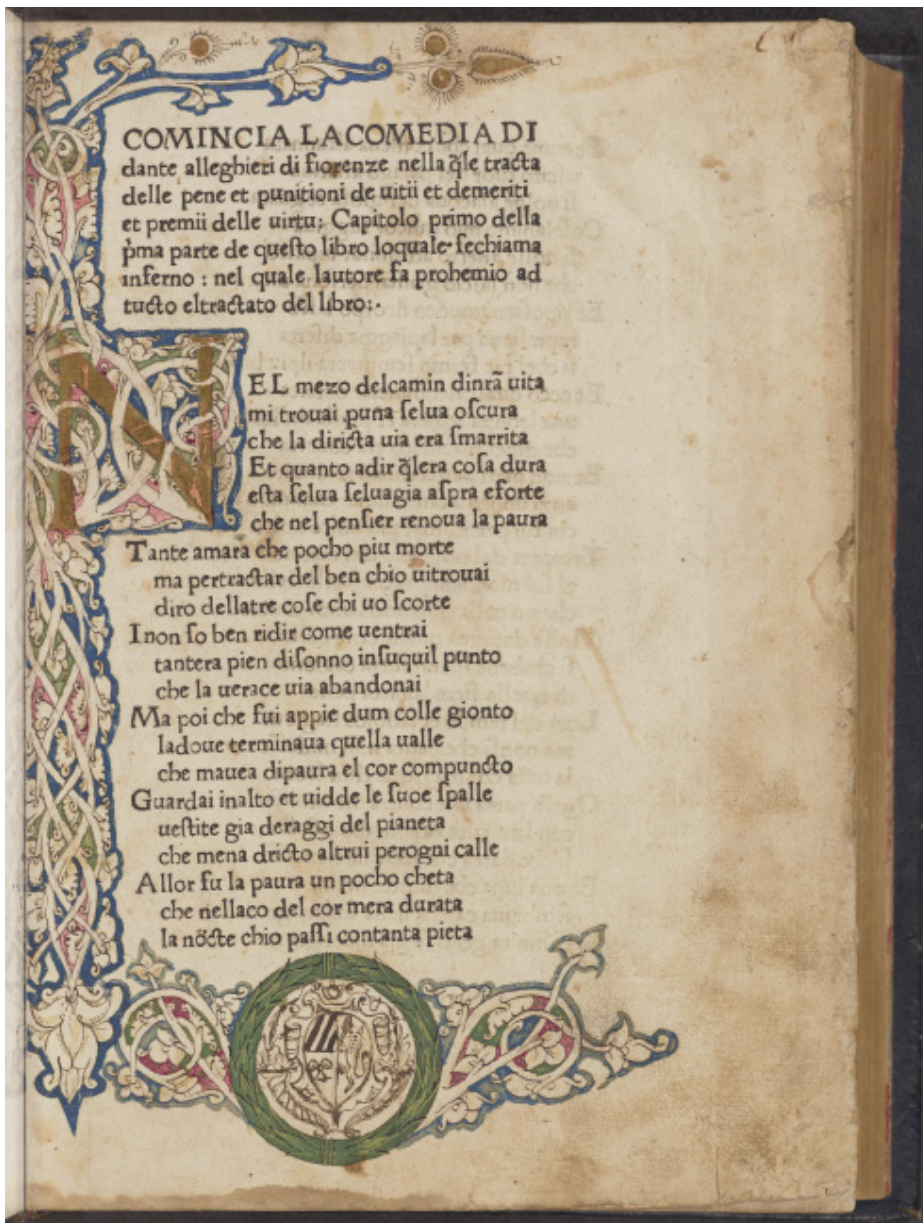 COMINCIA LA COMEDIA DI
dante alleghieri di fiorenze nella q̄le tracta
delle pene et punitioni de uitii et demeriti
et premii delle uirtu: Capitolo primo della
p̄ma parte de queſto libro loquale ſechiama
inferno : nel quale lautore fa prohemio ad
tucto eltractato del libro:·
NEL mezo delcamin dinr̄a uita
mi trouai ꝑuna ſelua oſcura
che la diricta uia era ſmarrita
Et quanto adir q̄lera coſa dura
eſta ſelua ſeluagia aſpra eforte
che nel penſier renoua la paura
Tante amara che pocho piu morte
ma pertractar del ben chio uitrouai
diro dellatre coſe chi uo ſcorte
I non ſo ben ridir come uentrai
tantera pien diſonno inſuquil punto
che la uerace uia abandonai
Ma poi che fui appie dum colle gionto
ladoue terminaua quella ualle
che mauea dipaura el cor compuncto
Guardai inalto et uidde le ſuoe ſpalle
ueſtite gia deraggi del pianeta
che mena dricto altrui perogni calle
Allor fu la paura un pocho cheta
che nellaco del cor mera durata
la nocte chio paſſi contanta pieta